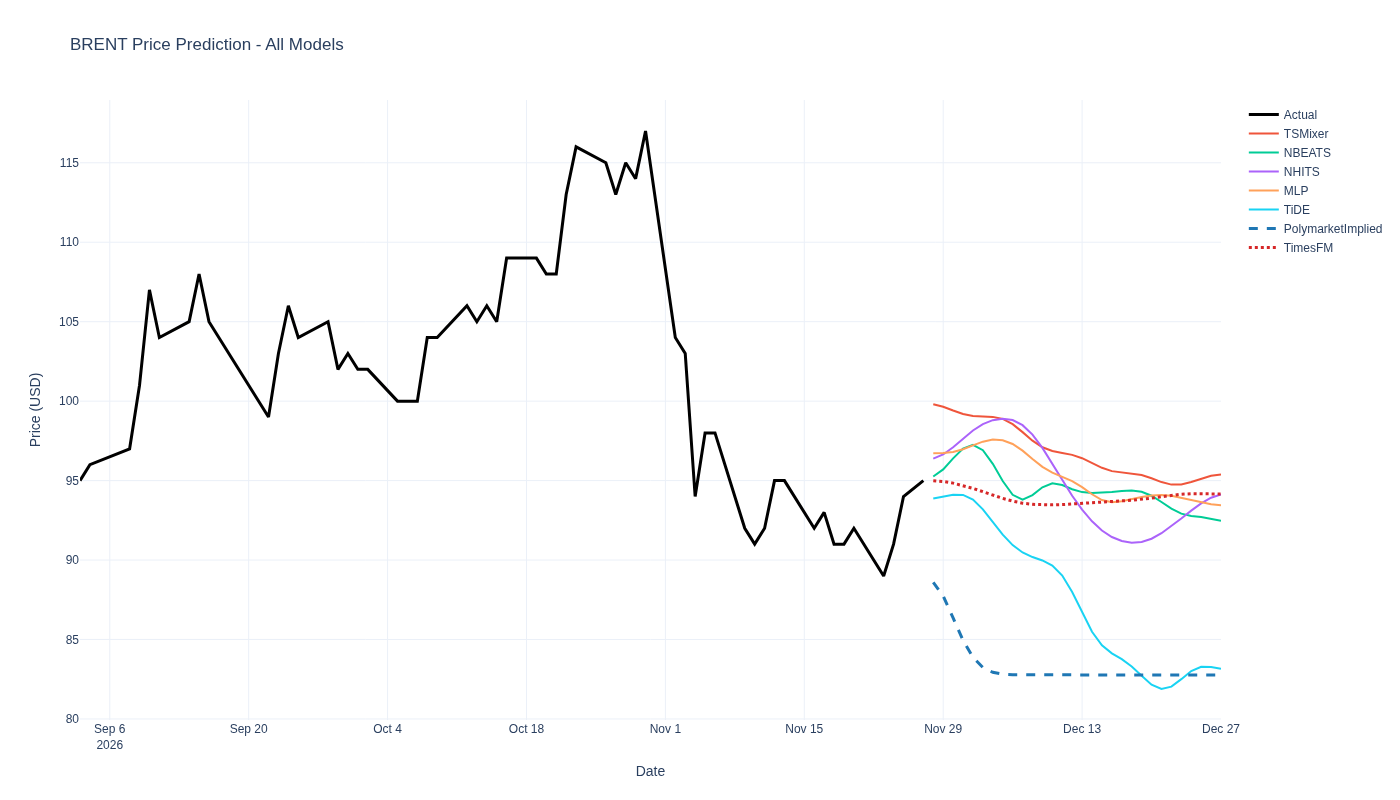 BRENT Price Prediction - All Models
Actual
TSMixer
NBEATS
NHITS
MLP
TiDE
PolymarketImplied
TimesFM
Price (USD)
115
110
105
100
95
90
85
80
Sep 6
2026
Sep 20
Oct 4
Oct 18
Nov 1
Nov 15
Nov 29
Dec 13
Dec 27
Date